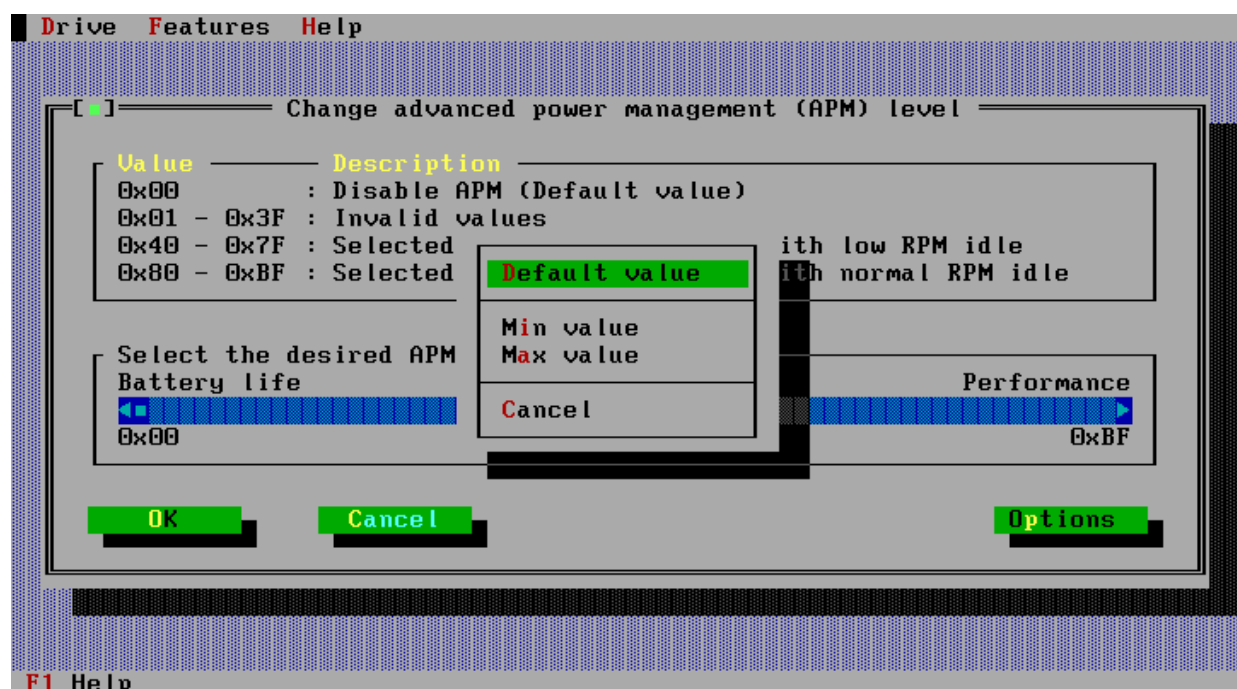 Drive Features Help
[ ] Change advanced power management (APM) level
Value Description
0x00 : Disable APM (Default value)
0x01 - 0x3F : Invalid values
0x40 - 0x7F : Selected ith low RPM idle
0x80 - 0xBF : Selected ith normal RPM idle
Default value
Min value
Max value
Cancel
Select the desired APM
Battery life Performance
0x00 0xBF
OK Cancel Options
F1 Help